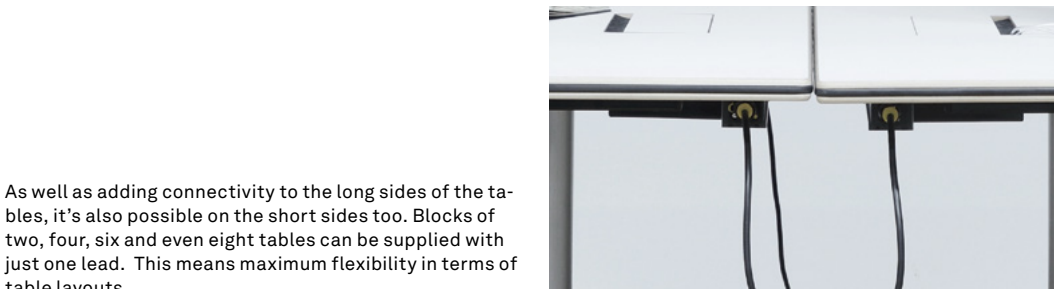 As well as adding connectivity to the long sides of the ta-
bles, it's also possible on the short sides too. Blocks of
two, four, six and even eight tables can be supplied with
just one lead.  This means maximum flexibility in terms of
table layouts